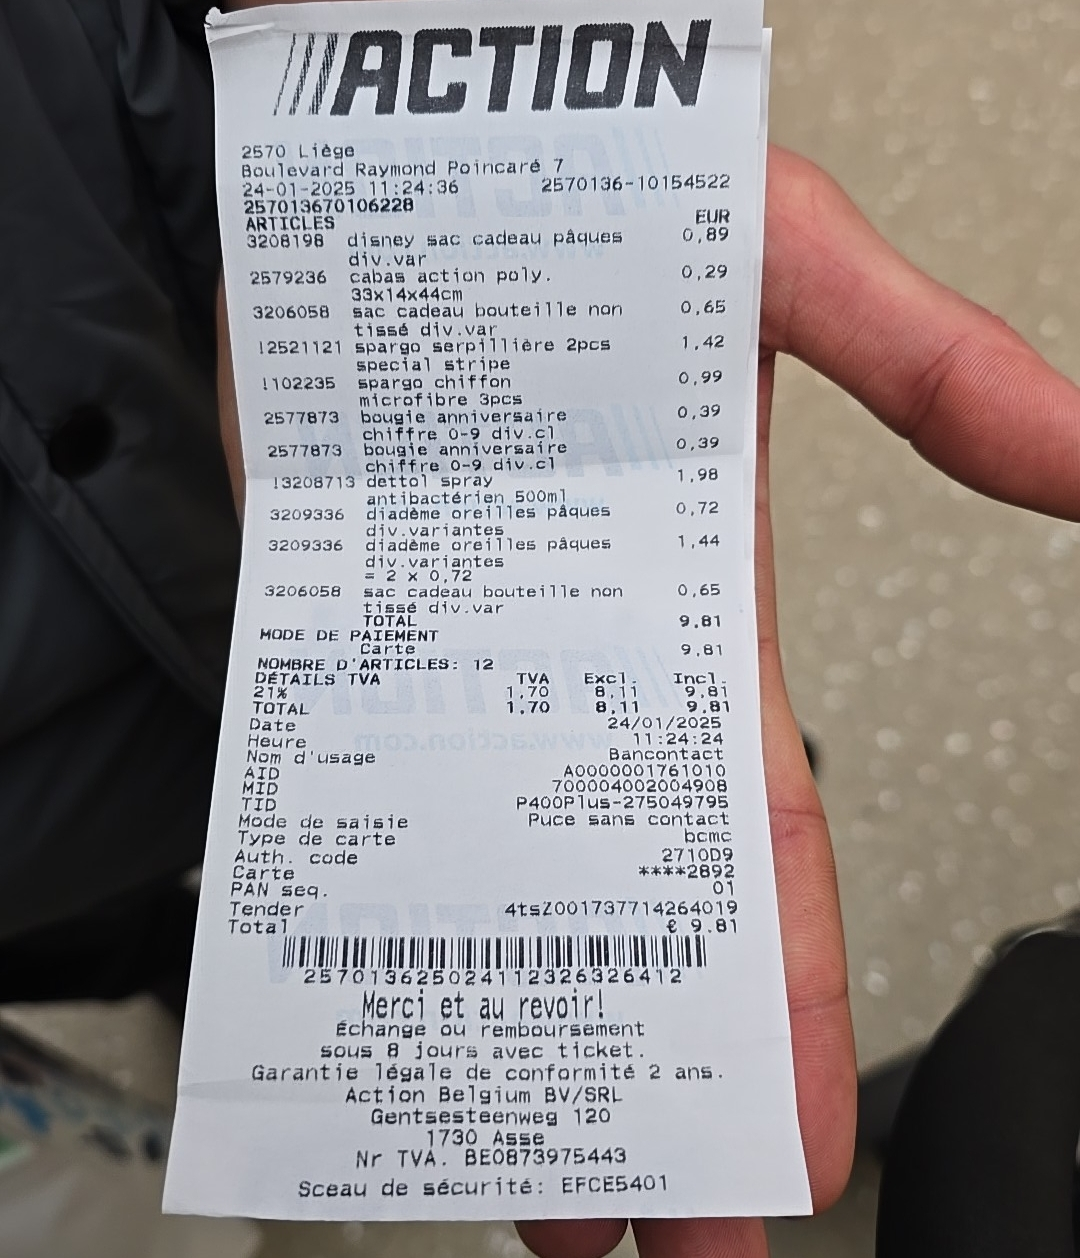 ACTION
2570 Liège
Boulevard Raymond Poincaré 7
24-01-2025 11:24:36 2570136-10154522
257013670106228
ARTICLES EUR
3208198 disney sac cadeau pâques 0,89
div.var
2579236 cabas action poly. 0,29
33x14x44cm
3206058 sac cadeau bouteille non 0,65
tissé div.var
!2521121 spargo serpillière 2pcs 1,42
special stripe
!102235 spargo chiffon 0,99
microfibre 3pcs
2577873 bougie anniversaire 0,39
chiffre 0-9 div.cl
2577873 bougie anniversaire 0,39
chiffre 0-9 div.cl
!3208713 dettol spray 1,98
antibactérien 500ml
3209336 diadème oreilles pâques 0,72
div.variantes
3209336 diadème oreilles pâques 1,44
div.variantes
= 2 x 0,72
3206058 sac cadeau bouteille non 0,65
tissé div.var
TOTAL 9.81
MODE DE PAIEMENT
Carte 9,81
NOMBRE D'ARTICLES: 12
DÉTAILS TVA TVA Excl. Incl.
21% 1,70 8,11 9,81
TOTAL 1,70 8,11 9,81
Date 24/01/2025
Heure 11:24:24
Nom d'usage Bancontact
AID A0000001761010
MID 700004002004908
TID P400Plus-275049795
Mode de saisie Puce sans contact
Type de carte bcmc
Auth. code 2710D9
Carte ****2892
PAN seq. 01
Tender 4tsZ001737714264019
Total € 9.81
2570136250241123263264​12
Merci et au revoir!
Échange ou remboursement
sous 8 jours avec ticket.
Garantie légale de conformité 2 ans.
Action Belgium BV/SRL
Gentsesteenweg 120
1730 Asse
Nr TVA. BE0873975443
Sceau de sécurité: EFCE5401